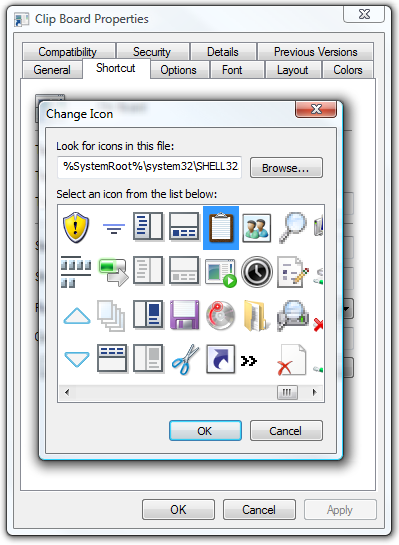 Clip Board Properties
Compatibility Security Details Previous Versions
General Shortcut Options Font Layout Colors
Change Icon
Look for icons in this file:
%SystemRoot%\system32\SHELL32
Browse...
Select an icon from the list below:
OK Cancel
OK Cancel Apply